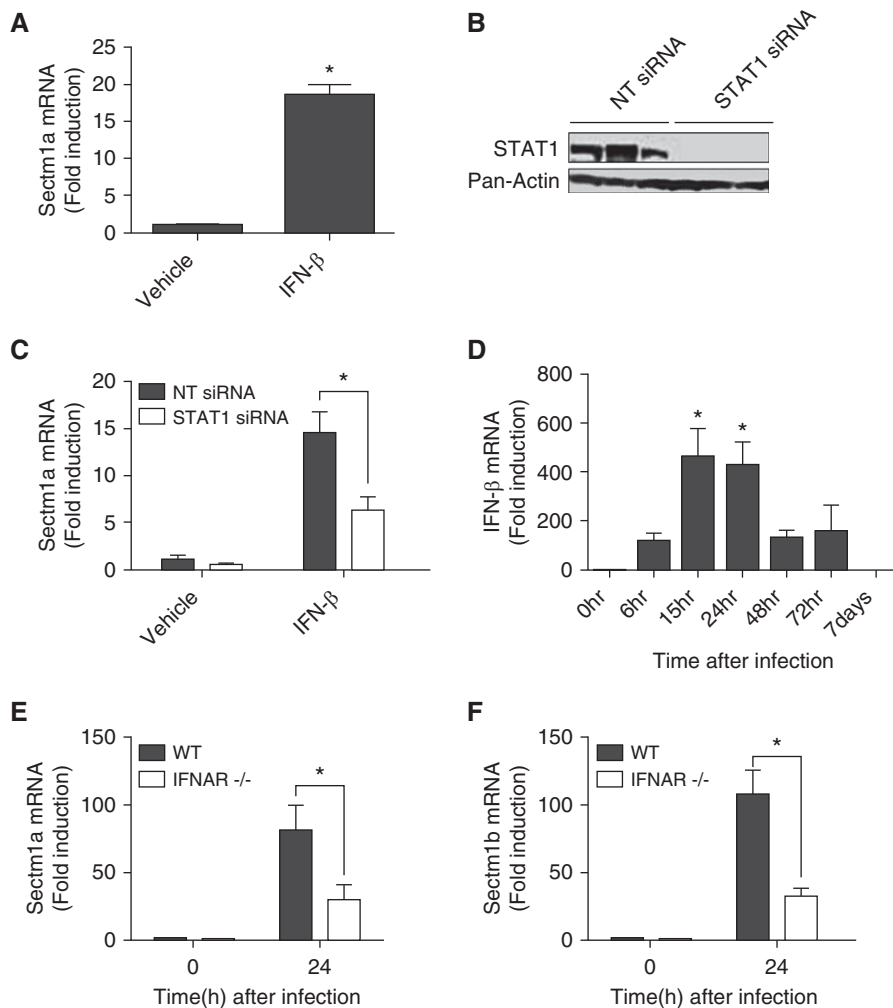 A
Sectm1a mRNA
(Fold induction)
25
20
15
10
5
0
*
Vehicle
IFN-β
B
NT siRNA
STAT1 siRNA
STAT1
Pan-Actin
C
Sectm1a mRNA
(Fold induction)
20
15
10
5
0
NT siRNA
STAT1 siRNA
*
Vehicle
IFN-β
D
IFN-β mRNA
(Fold induction)
800
600
400
200
0
*
*
0hr
6hr
15hr
24hr
48hr
72hr
7days
Time after infection
E
Sectm1a mRNA
(Fold induction)
150
100
50
0
WT
IFNAR -/-
*
0
24
Time(h) after infection
F
Sectm1b mRNA
(Fold induction)
150
100
50
0
WT
IFNAR -/-
*
0
24
Time(h) after infection